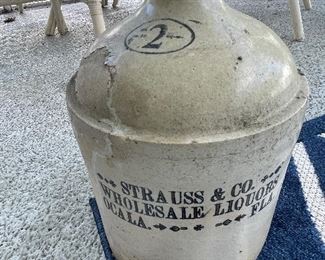 2
STRAUSS & CO.
WHOLESALE LIQUORS
OCALA. FLA